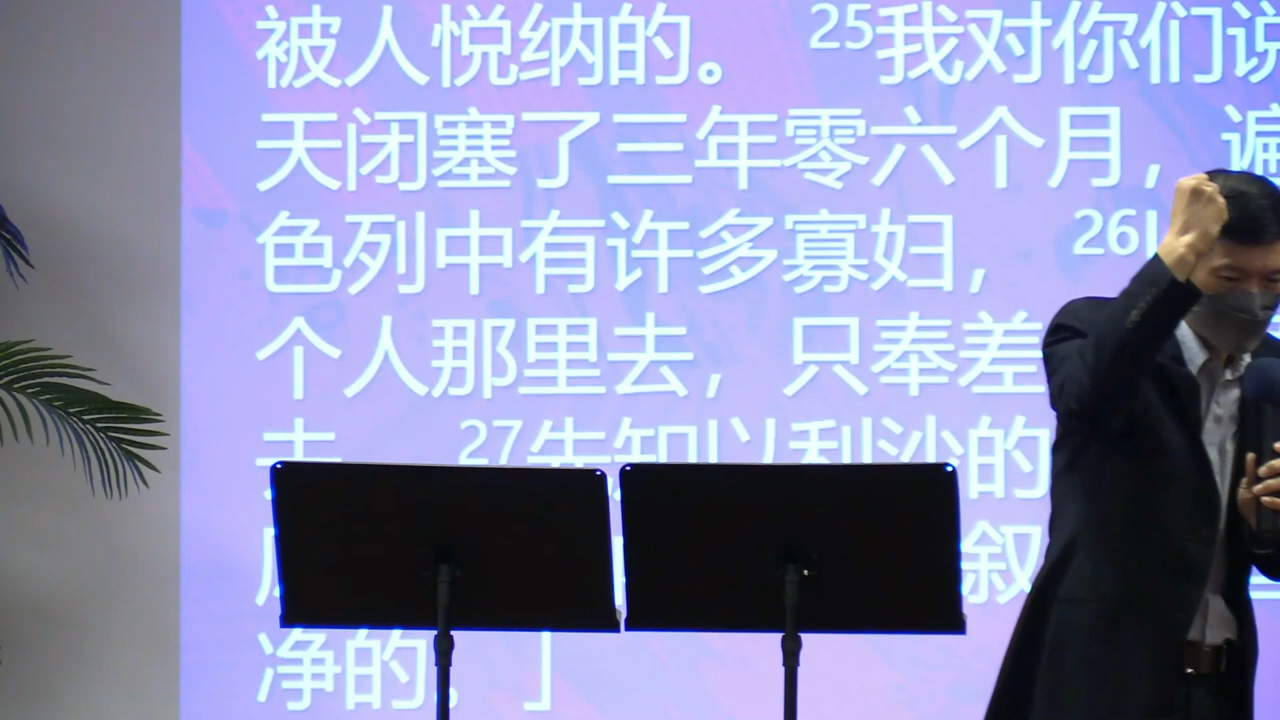 被人悦纳的。 25我对你们说
天闭塞了三年零六个月，遍
色列中有许多寡妇， 26
个人那里去，只奉差
去 27先知以利沙的
叙
净的。」